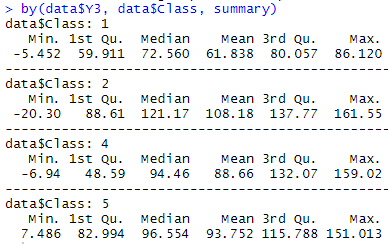 > by(data$Y3, data$Class, summary)
data$Class: 1
   Min. 1st Qu.  Median    Mean 3rd Qu.    Max.
 -5.452  59.911  72.560  61.838  80.057  86.120
------------------------------------------------
data$Class: 2
   Min. 1st Qu.  Median    Mean 3rd Qu.    Max.
 -20.30   88.61  121.17  108.18  137.77  161.55
------------------------------------------------
data$Class: 4
   Min. 1st Qu.  Median    Mean 3rd Qu.    Max.
  -6.94   48.59   94.46   88.66  132.07  159.02
------------------------------------------------
data$Class: 5
   Min. 1st Qu.  Median    Mean 3rd Qu.    Max.
  7.486  82.994  96.554  93.752 115.788 151.013